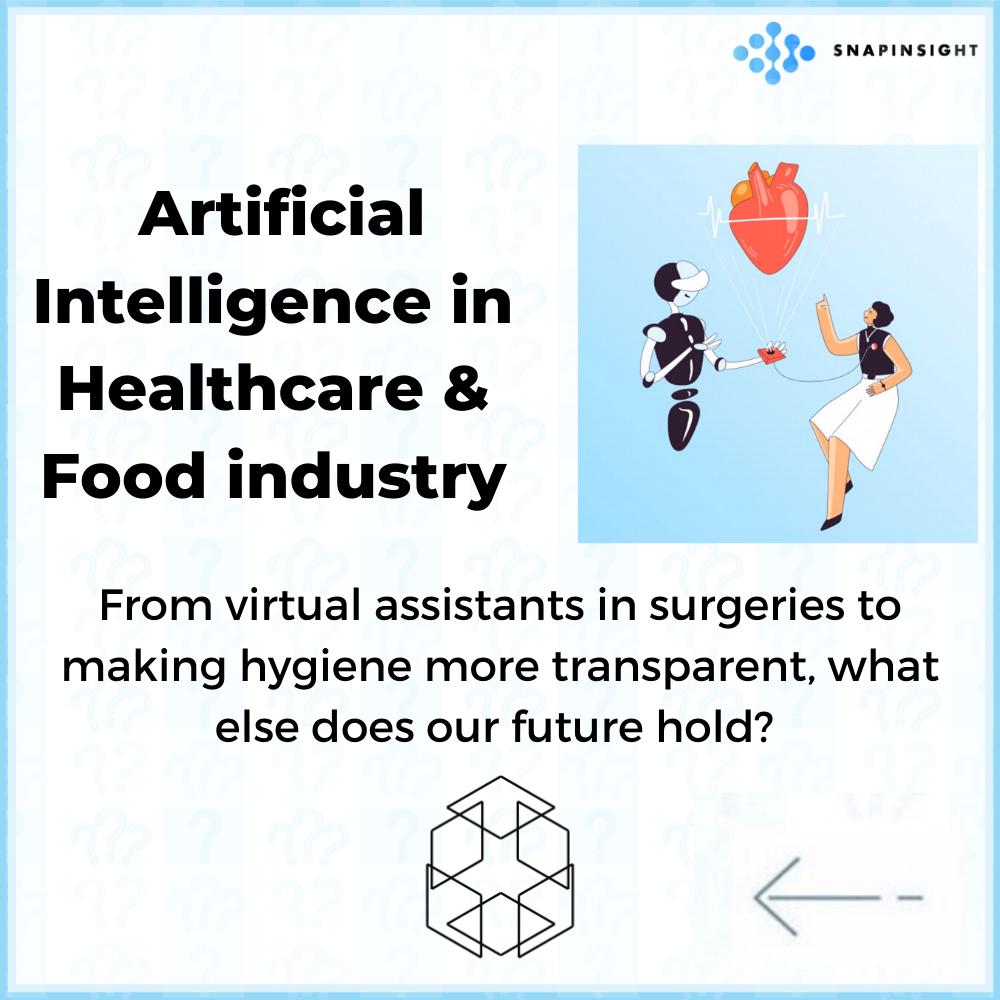 SNAPINSIGHT
Artificial
Intelligence in
Healthcare &
Food industry
From virtual assistants in surgeries to
making hygiene more transparent, what
else does our future hold?